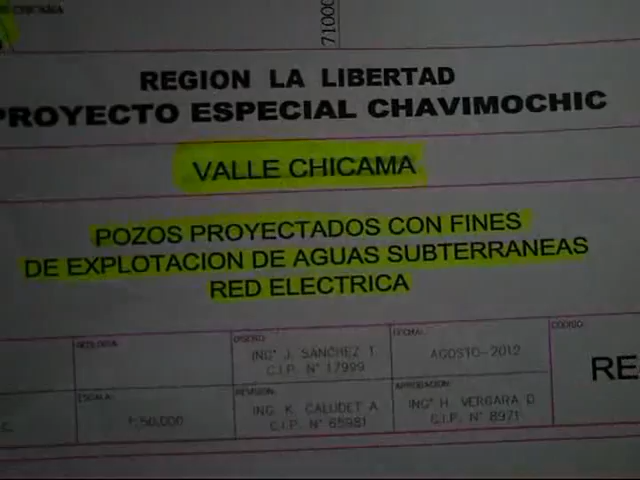 CHICAMA
71000
REGION LA LIBERTAD
PROYECTO ESPECIAL CHAVIMOCHIC
VALLE CHICAMA
POZOS PROYECTADOS CON FINES
DE EXPLOTACION DE AGUAS SUBTERRANEAS
RED ELECTRICA
GEOLOGIA:
DISEÑO:
FECHA:
CODIGO:
ING° J. SANCHEZ T.
C.I.P. N° 17999
AGOSTO-2012
RE
ESCALA:
1:50,000
REVISION:
ING. K. CALUDET A
C.I.P. N° 65981
APROBACION:
ING° H. VERGARA D
C.I.P. N° 8971
C.